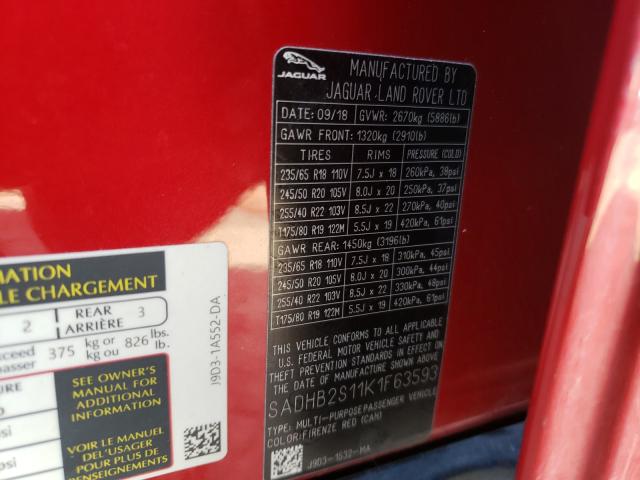 JAGUAR
MANUFACTURED BY
JAGUAR LAND ROVER LTD
DATE: 09/18 GVWR: 2670kg (5886lb)
GAWR FRONT: 1320kg (2910lb)
TIRES RIMS PRESSURE (COLD)
235/65 R18 110V 7.5J x 18 260kPa, 38psi
245/50 R20 105V 8.0J x 20 250kPa, 37psi
255/40 R22 103V 8.5J x 22 270kPa, 40psi
T175/80 R19 122M 5.5J x 19 420kPa, 61psi
GAWR REAR: 1450kg (3196lb)
235/65 R18 110V 7.5J x 18 310kPa, 45psi
245/50 R20 105V 8.0J x 20 300kPa, 44psi
255/40 R22 103V 8.5J x 22 330kPa, 48psi
T175/80 R19 122M 5.5J x 19 420kPa, 61psi
THIS VEHICLE CONFORMS TO ALL APPLICABLE
U.S. FEDERAL MOTOR VEHICLE SAFETY, BUMPER, AND
THEFT PREVENTION STANDARDS IN EFFECT ON THE
DATE OF MANUFACTURE SHOWN ABOVE.
SADHB2S11K1F63593
TYPE: MULTI-PURPOSE PASSENGER VEHICLE
COLOR: FIRENZE RED (CAN)
J9D3-1532-MA
MATION
LE CHARGEMENT
2 REAR ARRIÈRE 3
xceed 375 kg or 826 lbs.
passer kg ou lb.
SEE OWNER'S
MANUAL FOR
ADDITIONAL
INFORMATION
VOIR LE MANUEL
DE L'USAGER
POUR PLUS DE
RENSEIGNEMENTS
psi
psi
J9D3-1A552-DA